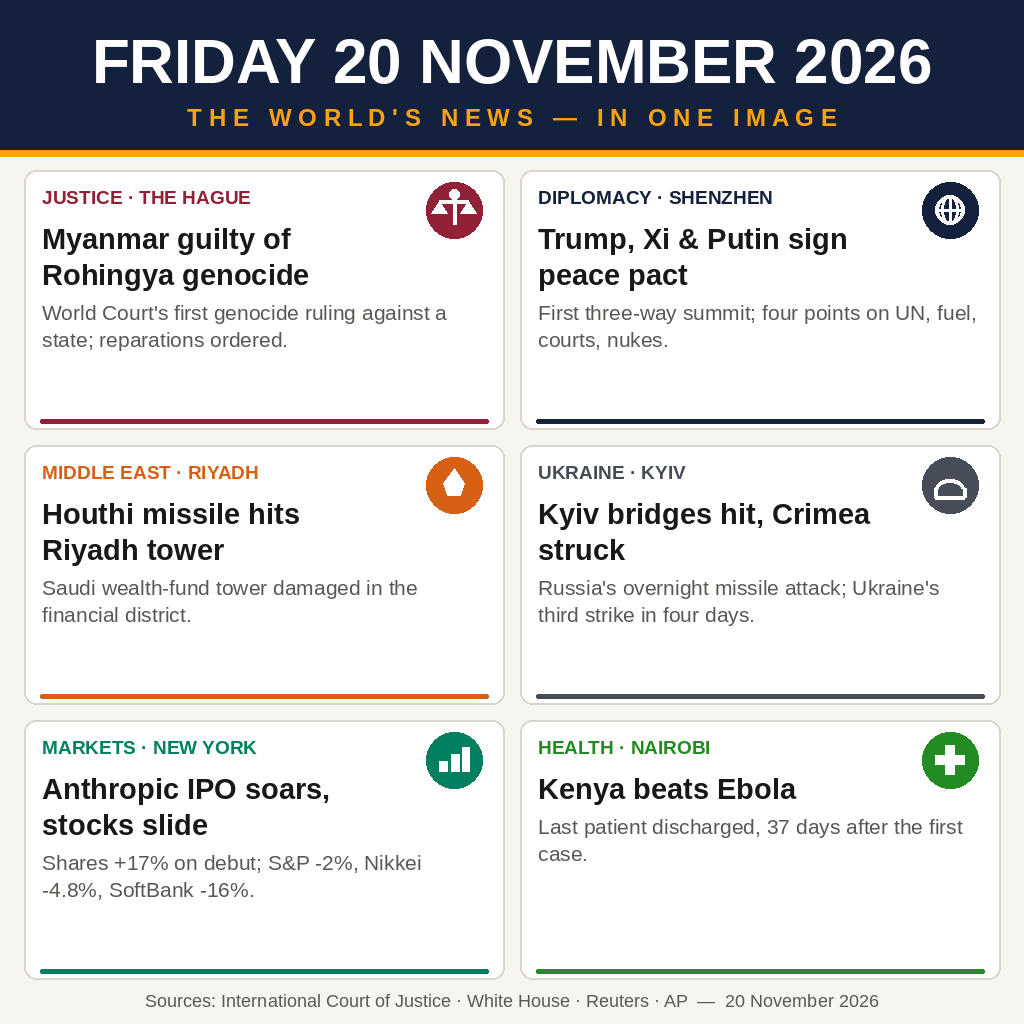 FRIDAY 20 NOVEMBER 2026
THE WORLD'S NEWS — IN ONE IMAGE
JUSTICE · THE HAGUE
Myanmar guilty of
Rohingya genocide
World Court's first genocide ruling against a
state; reparations ordered.
DIPLOMACY · SHENZHEN
Trump, Xi & Putin sign
peace pact
First three-way summit; four points on UN, fuel,
courts, nukes.
MIDDLE EAST · RIYADH
Houthi missile hits
Riyadh tower
Saudi wealth-fund tower damaged in the
financial district.
UKRAINE · KYIV
Kyiv bridges hit, Crimea
struck
Russia's overnight missile attack; Ukraine's
third strike in four days.
MARKETS · NEW YORK
Anthropic IPO soars,
stocks slide
Shares +17% on debut; S&P -2%, Nikkei
-4.8%, SoftBank -16%.
HEALTH · NAIROBI
Kenya beats Ebola
Last patient discharged, 37 days after the first
case.
Sources: International Court of Justice · White House · Reuters · AP — 20 November 2026